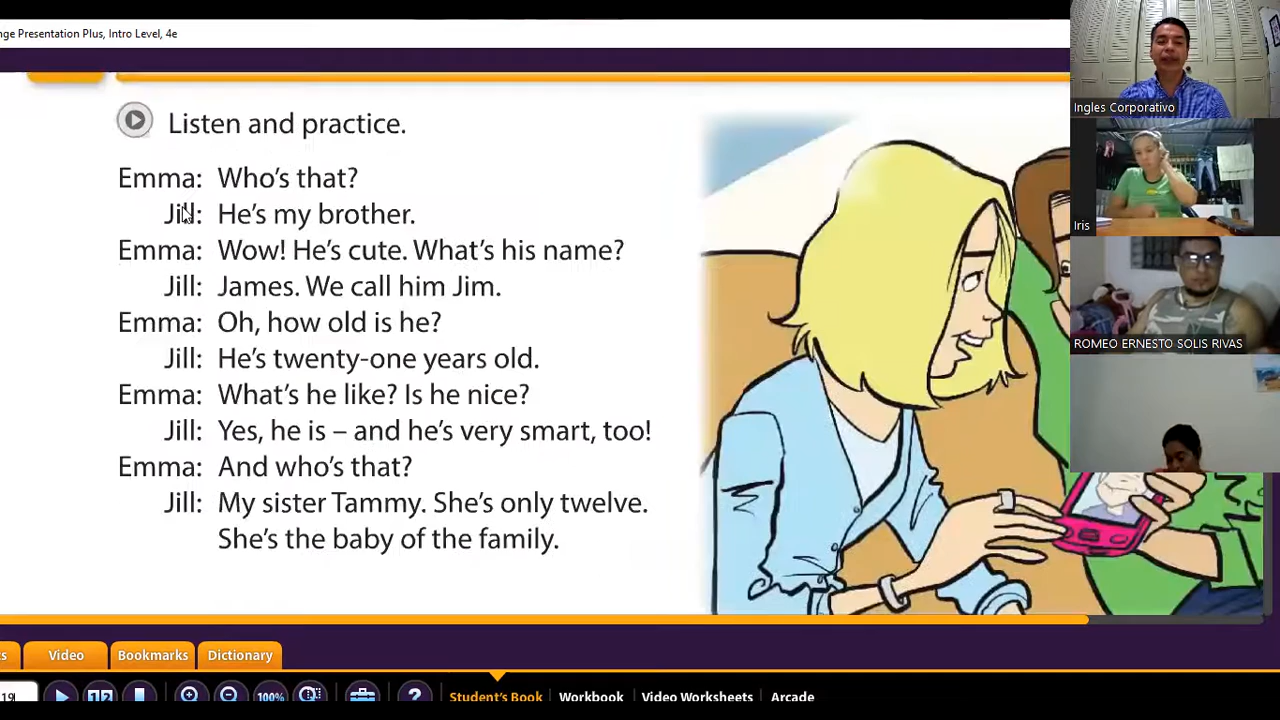 nge Presentation Plus, Intro Level, 4e
Ingles Corporativo
Listen and practice.
Emma: Who's that?
Jill: He's my brother.
Emma: Wow! He's cute. What's his name?
Jill: James. We call him Jim.
Emma: Oh, how old is he?
Jill: He's twenty-one years old.
Emma: What's he like? Is he nice?
Jill: Yes, he is – and he's very smart, too!
Emma: And who's that?
Jill: My sister Tammy. She's only twelve.
She's the baby of the family.
Iris
ROMEO ERNESTO SOLIS RIVAS
s Video Bookmarks Dictionary
19 12 100% ? Student's Book Workbook Video Worksheets Arcade